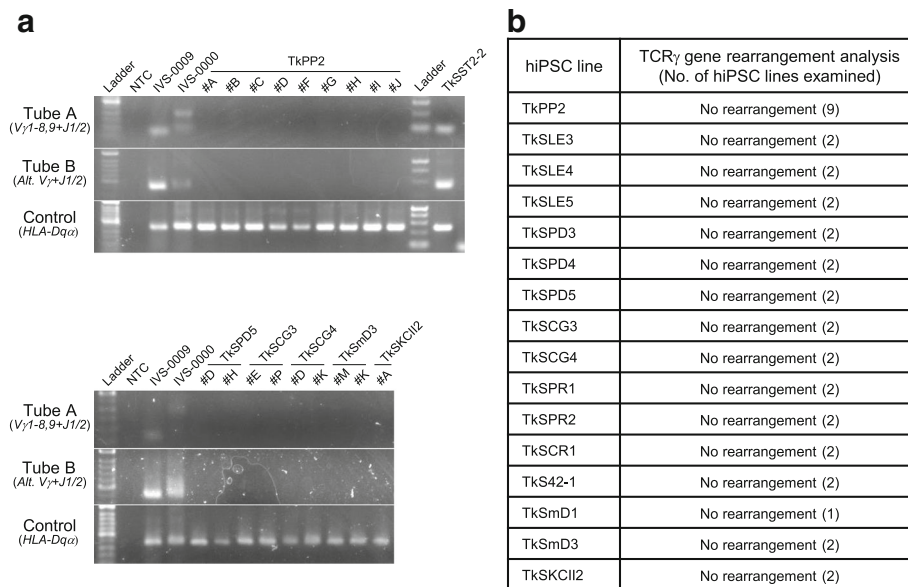 a
TkPP2
Ladder NTC IVS-0009 IVS-0000 #A #B #C #D #F #G #H #I #J Ladder TkSST2-2
Tube A
(Vγ1-8,9+J1/2)
Tube B
(Alt. Vγ+J1/2)
Control
(HLA-Dqα)
TkSPD5 TkSCG3 TkSCG4 TkSmD3 TkSKCII2
Ladder NTC IVS-0009 IVS-0000 #D #H #E #P #D #K #M #K #A
Tube A
(Vγ1-8,9+J1/2)
Tube B
(Alt. Vγ+J1/2)
Control
(HLA-Dqα)
b
hiPSC line TCRγ gene rearrangement analysis
(No. of hiPSC lines examined)
TkPP2 No rearrangement (9)
TkSLE3 No rearrangement (2)
TkSLE4 No rearrangement (2)
TkSLE5 No rearrangement (2)
TkSPD3 No rearrangement (2)
TkSPD4 No rearrangement (2)
TkSPD5 No rearrangement (2)
TkSCG3 No rearrangement (2)
TkSCG4 No rearrangement (2)
TkSPR1 No rearrangement (2)
TkSPR2 No rearrangement (2)
TkSCR1 No rearrangement (2)
TkS42-1 No rearrangement (2)
TkSmD1 No rearrangement (1)
TkSmD3 No rearrangement (2)
TkSKCII2 No rearrangement (2)